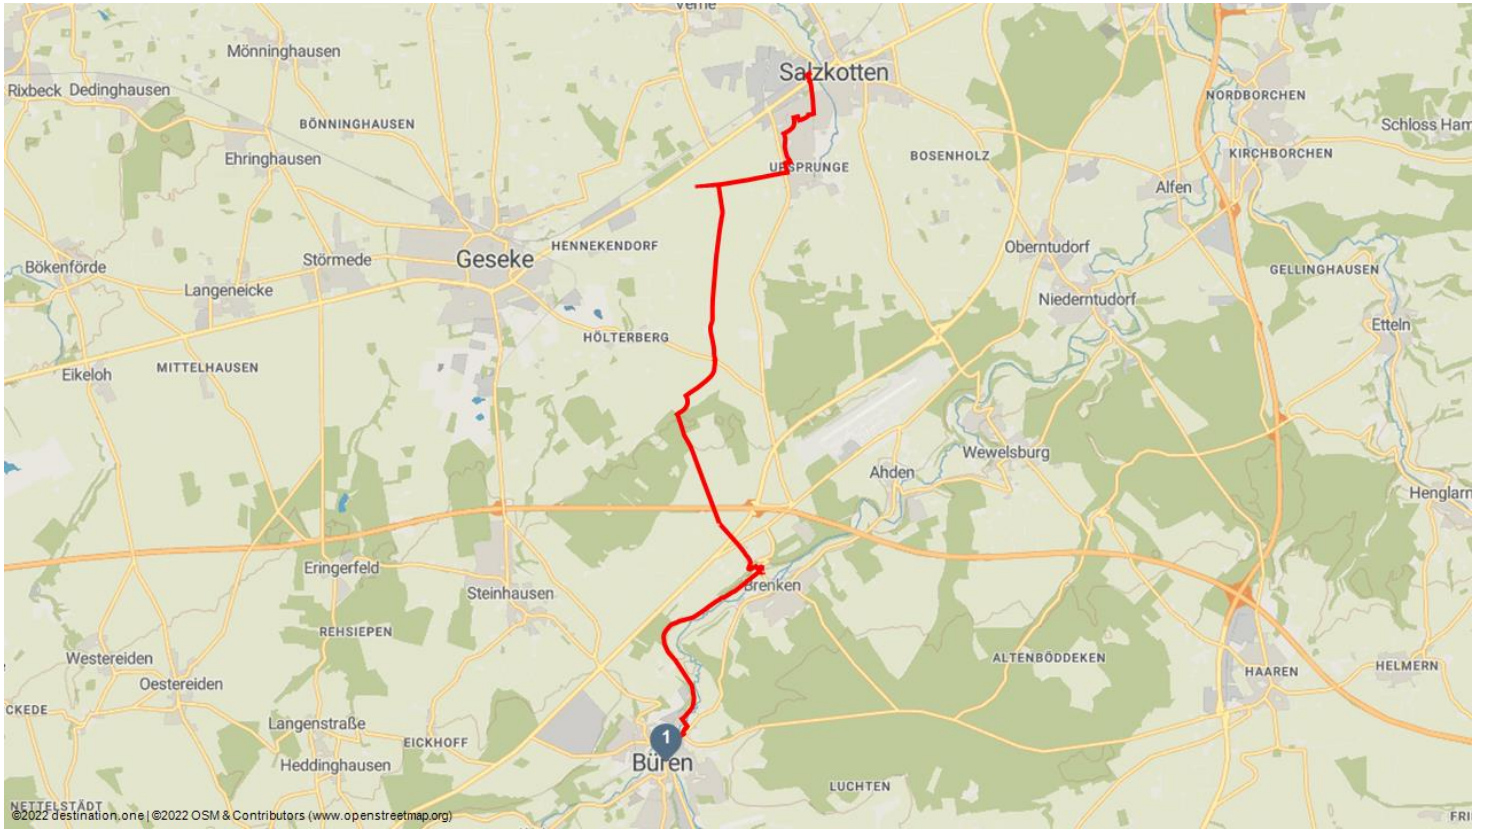 Verne
Mönninghausen
Salzkotten
Rixbeck
Dedinghausen
NORDBORCHEN
BÖNNINGHAUSEN
Schloss Ham
Ehringhausen
URSPRUNGE
BOSENHOLZ
KIRCHBORCHEN
Alfen
HENNEKENDORF
Oberntudorf
Störmede
Geseke
Bökenförde
GELLINGHAUSEN
Langeneicke
Niederntudorf
Etteln
HÖLTERBERG
MITTELHAUSEN
Eikeloh
Wewelsburg
Ahden
Henglarn
Eringerfeld
Brenken
Steinhausen
REHSIEPEN
Westereiden
ALTENBÖDDEKEN
HELMERN
HAAREN
Oestereiden
CKEDE
Langenstraße
EICKHOFF
1
Büren
Heddinghausen
LUCHTEN
NETTELSTÄDT
©2022 destination.one | ©2022 OSM & Contributors (www.openstreetmap.org)
FRI